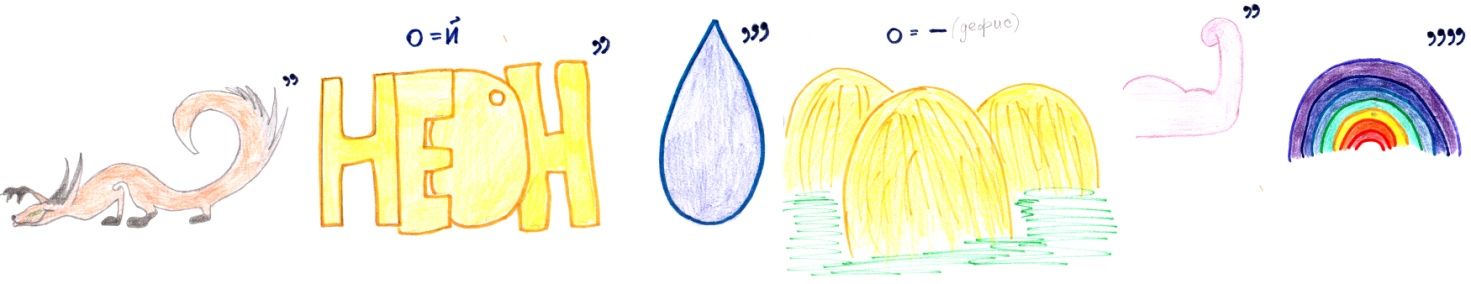 ,,
О = Й
НЕОН ,,
,,,
О = – (дефис)
,,
,,,,